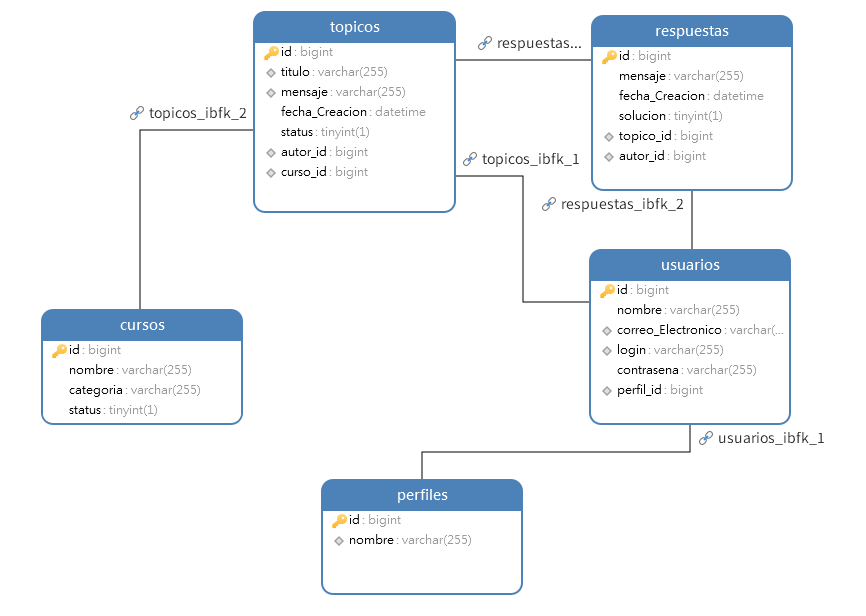 topicos
id : bigint
titulo : varchar(255)
mensaje : varchar(255)
fecha_Creacion : datetime
status : tinyint(1)
autor_id : bigint
curso_id : bigint
respuestas...
respuestas
id : bigint
mensaje : varchar(255)
fecha_Creacion : datetime
solucion : tinyint(1)
topico_id : bigint
autor_id : bigint
topicos_ibfk_2
topicos_ibfk_1
respuestas_ibfk_2
usuarios
id : bigint
nombre : varchar(255)
correo_Electronico : varchar(...
login : varchar(255)
contrasena : varchar(255)
perfil_id : bigint
cursos
id : bigint
nombre : varchar(255)
categoria : varchar(255)
status : tinyint(1)
usuarios_ibfk_1
perfiles
id : bigint
nombre : varchar(255)